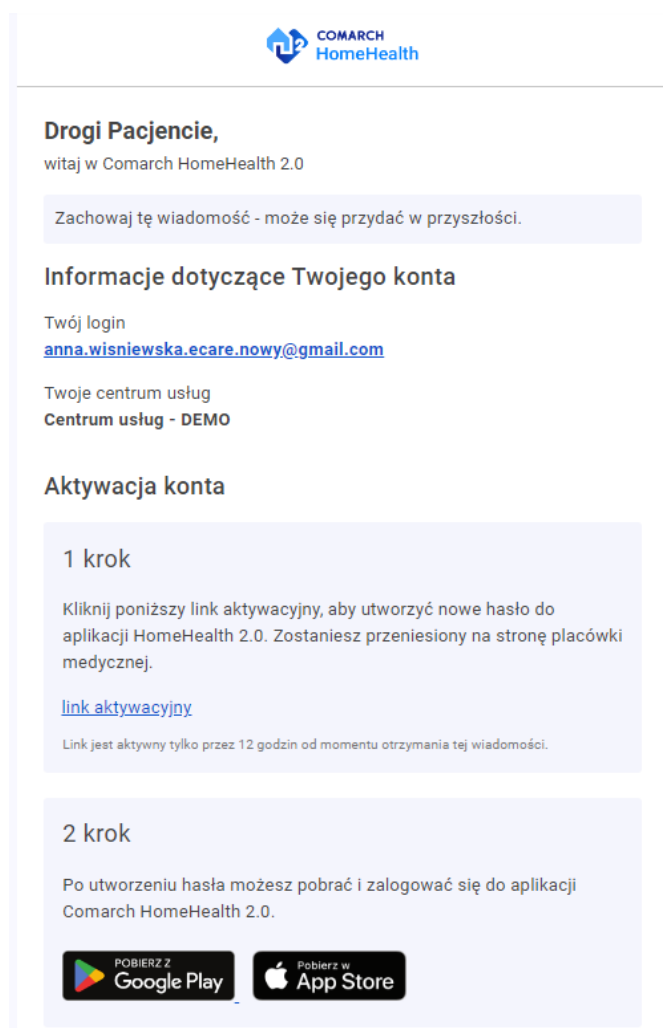 COMARCH
HomeHealth
Drogi Pacjencie,
witaj w Comarch HomeHealth 2.0
Zachowaj tę wiadomość - może się przydać w przyszłości.
Informacje dotyczące Twojego konta
Twój login
anna.wisniewska.ecare.nowy@gmail.com
Twoje centrum usług
Centrum usług - DEMO
Aktywacja konta
1 krok
Kliknij poniższy link aktywacyjny, aby utworzyć nowe hasło do
aplikacji HomeHealth 2.0. Zostaniesz przeniesiony na stronę placówki
medycznej.
link aktywacyjny
Link jest aktywny tylko przez 12 godzin od momentu otrzymania tej wiadomości.
2 krok
Po utworzeniu hasła możesz pobrać i zalogować się do aplikacji
Comarch HomeHealth 2.0.
POBIERZ Z
Google Play
Pobierz w
App Store